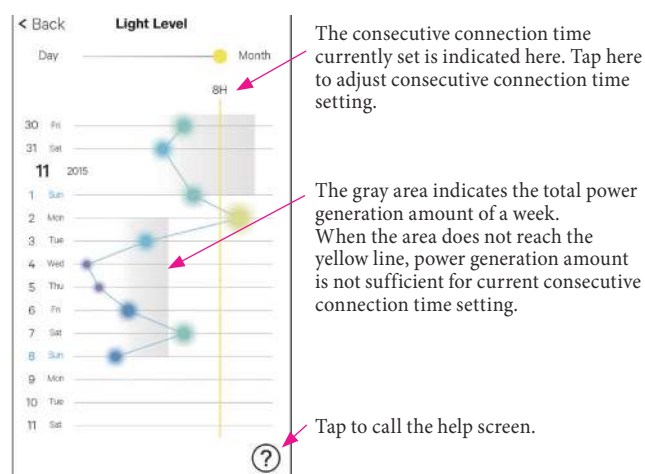 < Back Light Level
Day Month
8H
30 Fri
31 Sat
11 2015
1 Sun
2 Mon
3 Tue
4 Wed
5 Thu
6 Fri
7 Sat
8 Sun
9 Mon
10 Tue
11 Sat
?
The consecutive connection time
currently set is indicated here. Tap here
to adjust consecutive connection time
setting.
The gray area indicates the total power
generation amount of a week.
When the area does not reach the
yellow line, power generation amount
is not sufficient for current consecutive
connection time setting.
Tap to call the help screen.